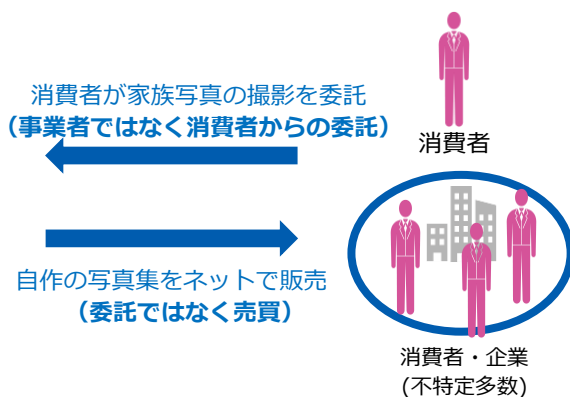 消費者が家族写真の撮影を委託
（事業者ではなく消費者からの委託）
消費者
自作の写真集をネットで販売
（委託ではなく売買）
消費者・企業
(不特定多数)